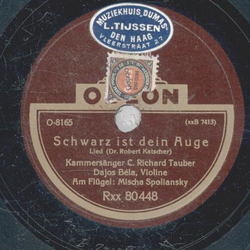 MUZIEKHUIS „DUMAS"
L. TIJSSEN
DEN HAAG
VLEERSTRAAT 27
O-8165
(xxB 7413)
Schwarz ist dein Auge
Lied (Dr. Robert Katscher)
Kammersänger C. Richard Tauber
Dajos Béla, Violine
Am Flügel: Mischa Spoliansky
Rxx 80448